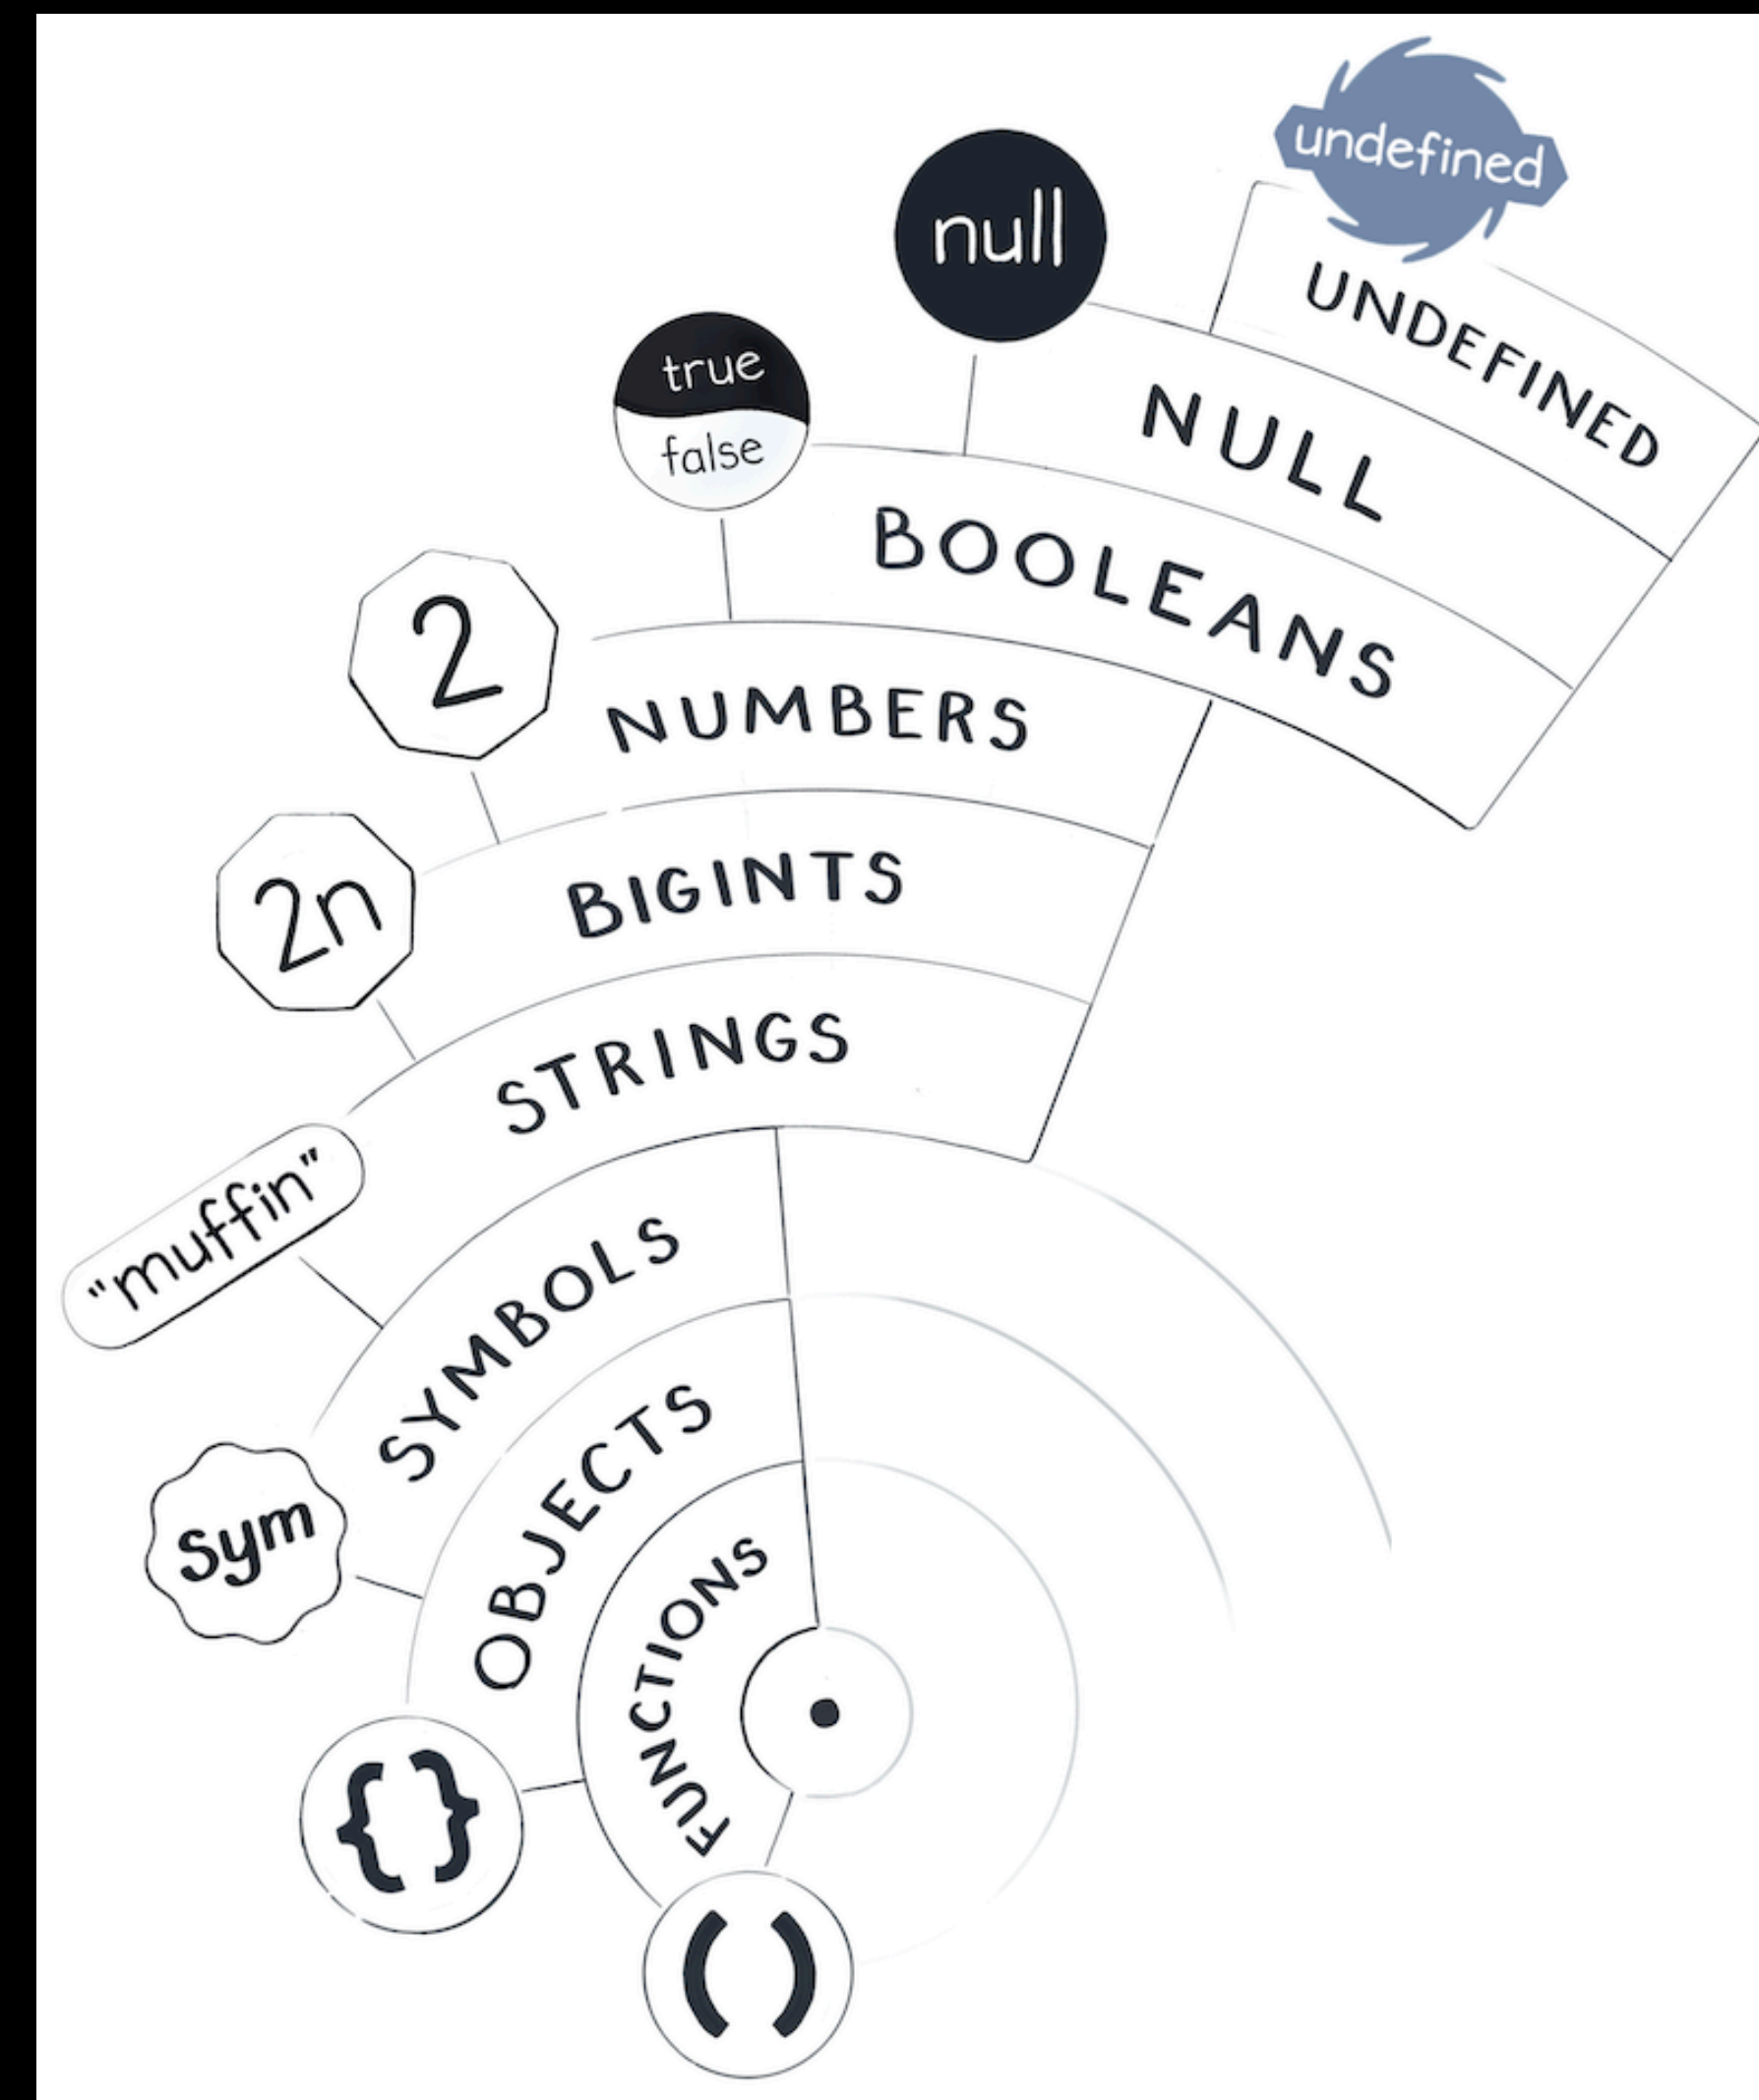 undefined
UNDEFINED
null
NULL
true
false
BOOLEANS
2
NUMBERS
2n
BIGINTS
STRINGS
"muffin"
SYMBOLS
Sym
OBJECTS
{ }
FUNCTIONS
( )